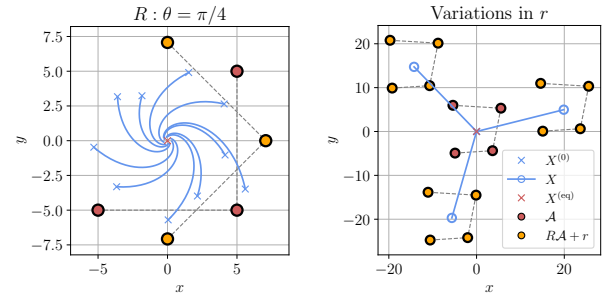 R : θ = π/4
7.5
5.0
2.5
0.0
−2.5
−5.0
−7.5
y
−5
0
5
x
Variations in r
20
10
0
−10
−20
y
−20
0
20
x
X^(0)
X
X^(eq)
𝒜
R𝒜 + r